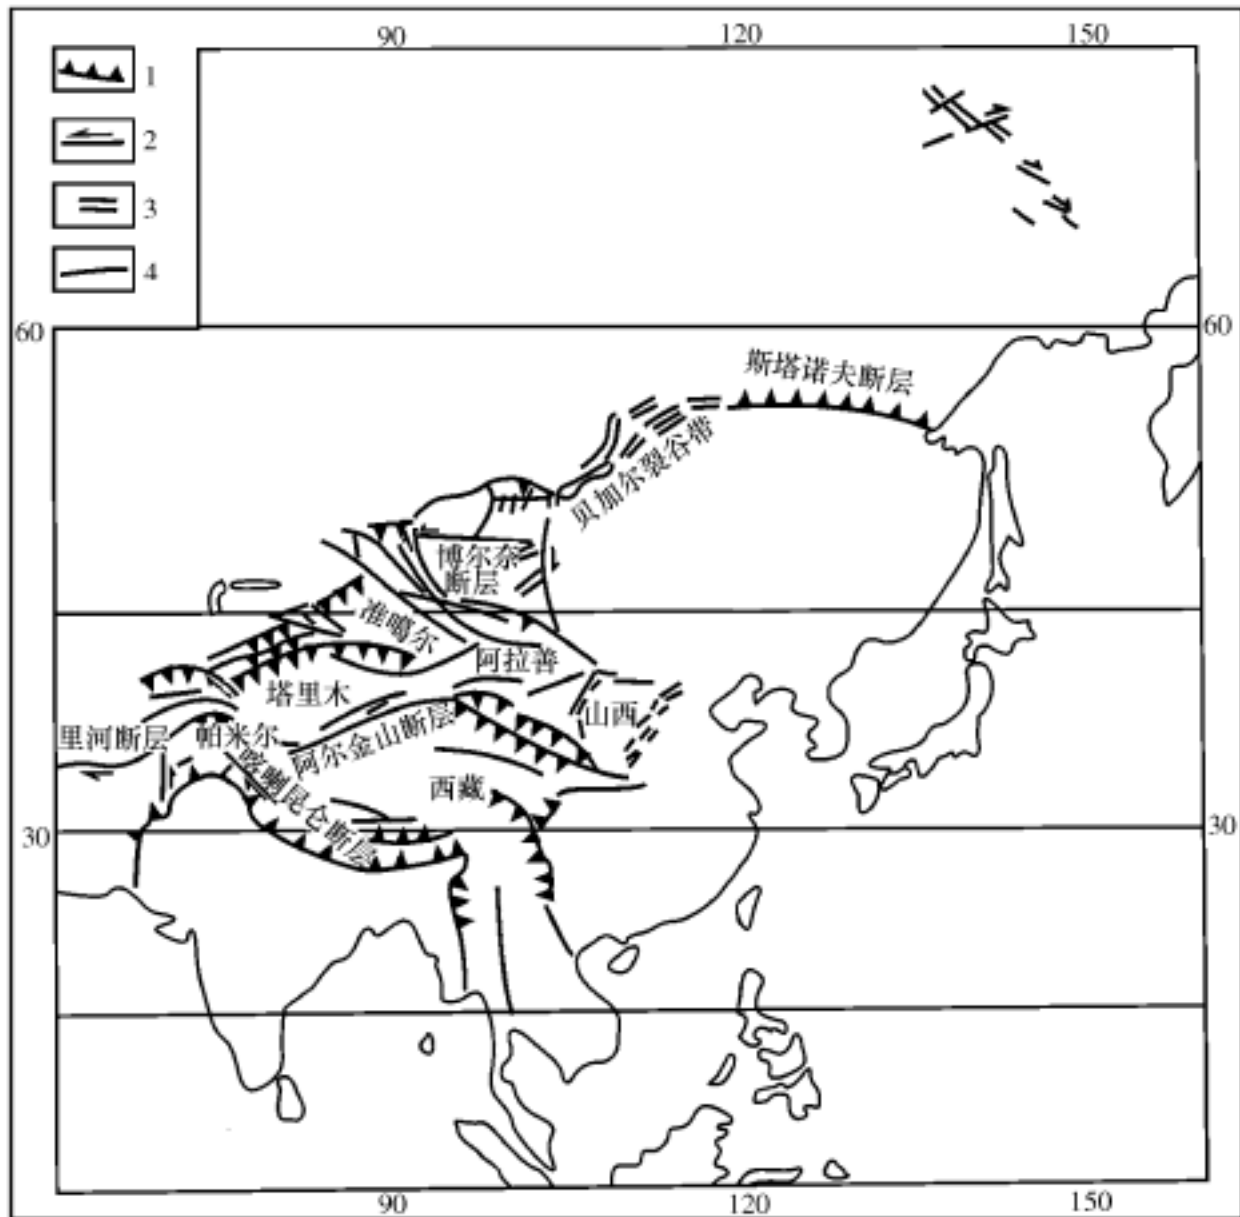 90 120 150
1
2
3
4
60 60
斯塔诺夫断层
贝加尔裂谷带
博尔奈
断层
准噶尔
阿拉善
塔里木
山西
里河断层
帕米尔
阿尔金山断层
喀喇昆仑断层
西藏
30 30
90 120 150